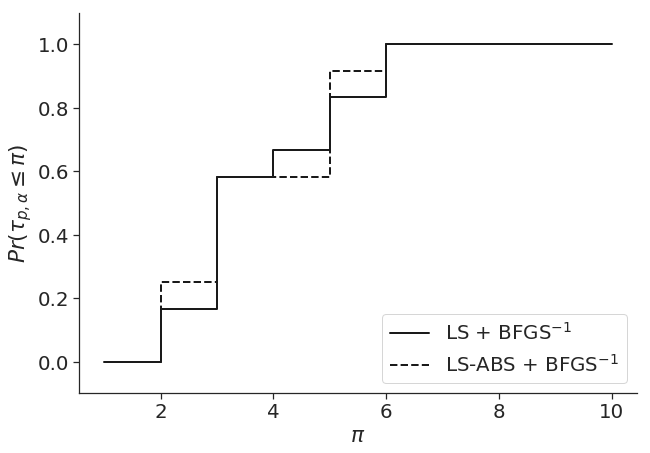 1.0
0.8
0.6
0.4
0.2
0.0
Pr(τ_{p,α} ≤ π)
2 4 6 8 10
π
LS + BFGS⁻¹
LS-ABS + BFGS⁻¹